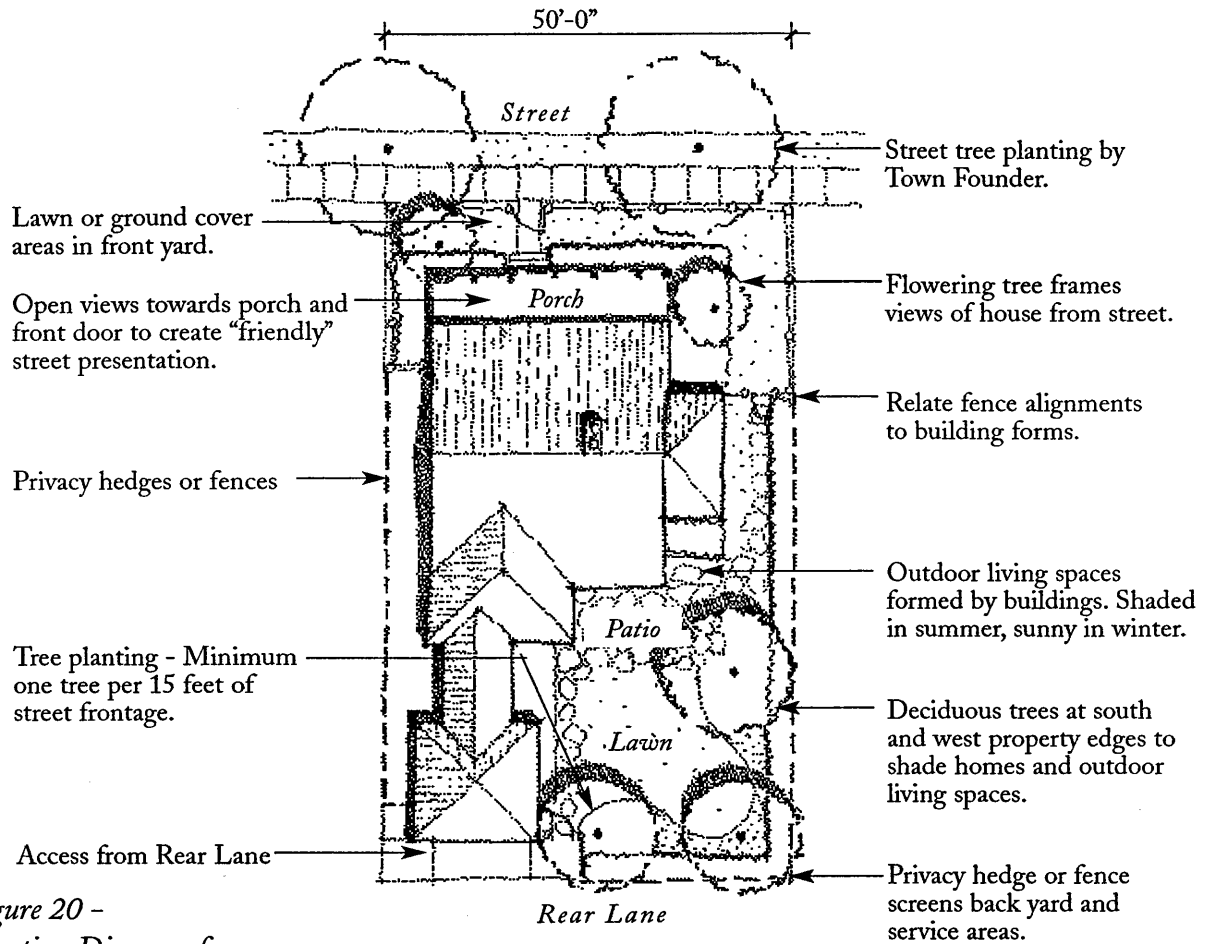 50’-0”
Street
Street tree planting by
Town Founder.
Lawn or ground cover
areas in front yard.
Open views towards porch and
front door to create “friendly”
street presentation.
Porch
Flowering tree frames
views of house from street.
Relate fence alignments
to building forms.
Privacy hedges or fences
Outdoor living spaces
formed by buildings. Shaded
in summer, sunny in winter.
Patio
Tree planting - Minimum
one tree per 15 feet of
street frontage.
Lawn
Deciduous trees at south
and west property edges to
shade homes and outdoor
living spaces.
Access from Rear Lane
Privacy hedge or fence
screens back yard and
service areas.
Rear Lane
gure 20 –